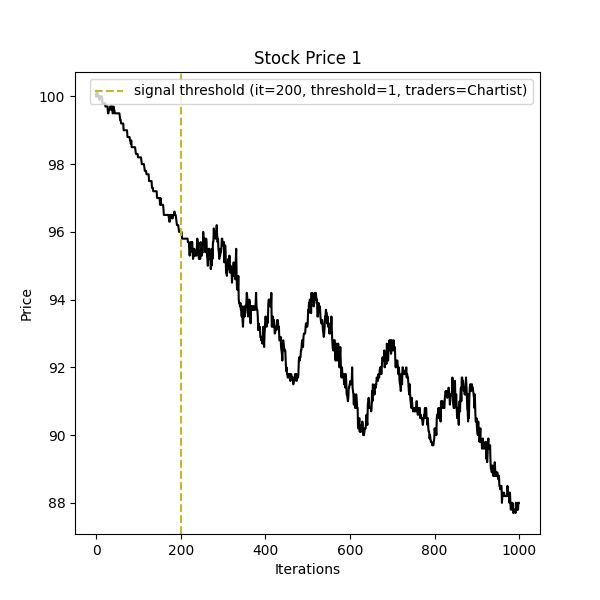 Stock Price 1
signal threshold (it=200, threshold=1, traders=Chartist)
100
98
96
94
92
90
88
Price
0 200 400 600 800 1000
Iterations